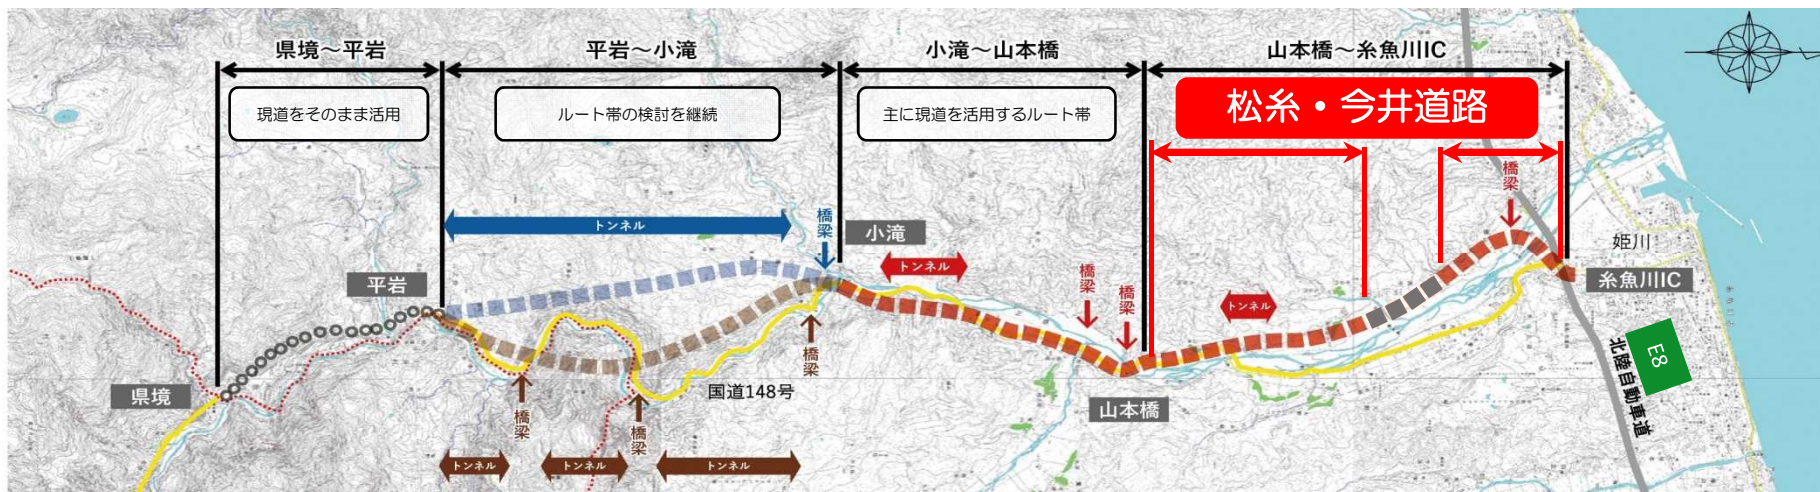 県境～平岩
平岩～小滝
小滝～山本橋
山本橋～糸魚川IC
現道をそのまま活用
ルート帯の検討を継続
主に現道を活用するルート帯
松糸・今井道路
トンネル
橋梁
小滝
トンネル
橋梁
橋梁
トンネル
橋梁
姫川
糸魚川IC
平岩
県境
橋梁
橋梁
橋梁
国道148号
山本橋
北陸自動車道
E8
トンネル
トンネル
トンネル